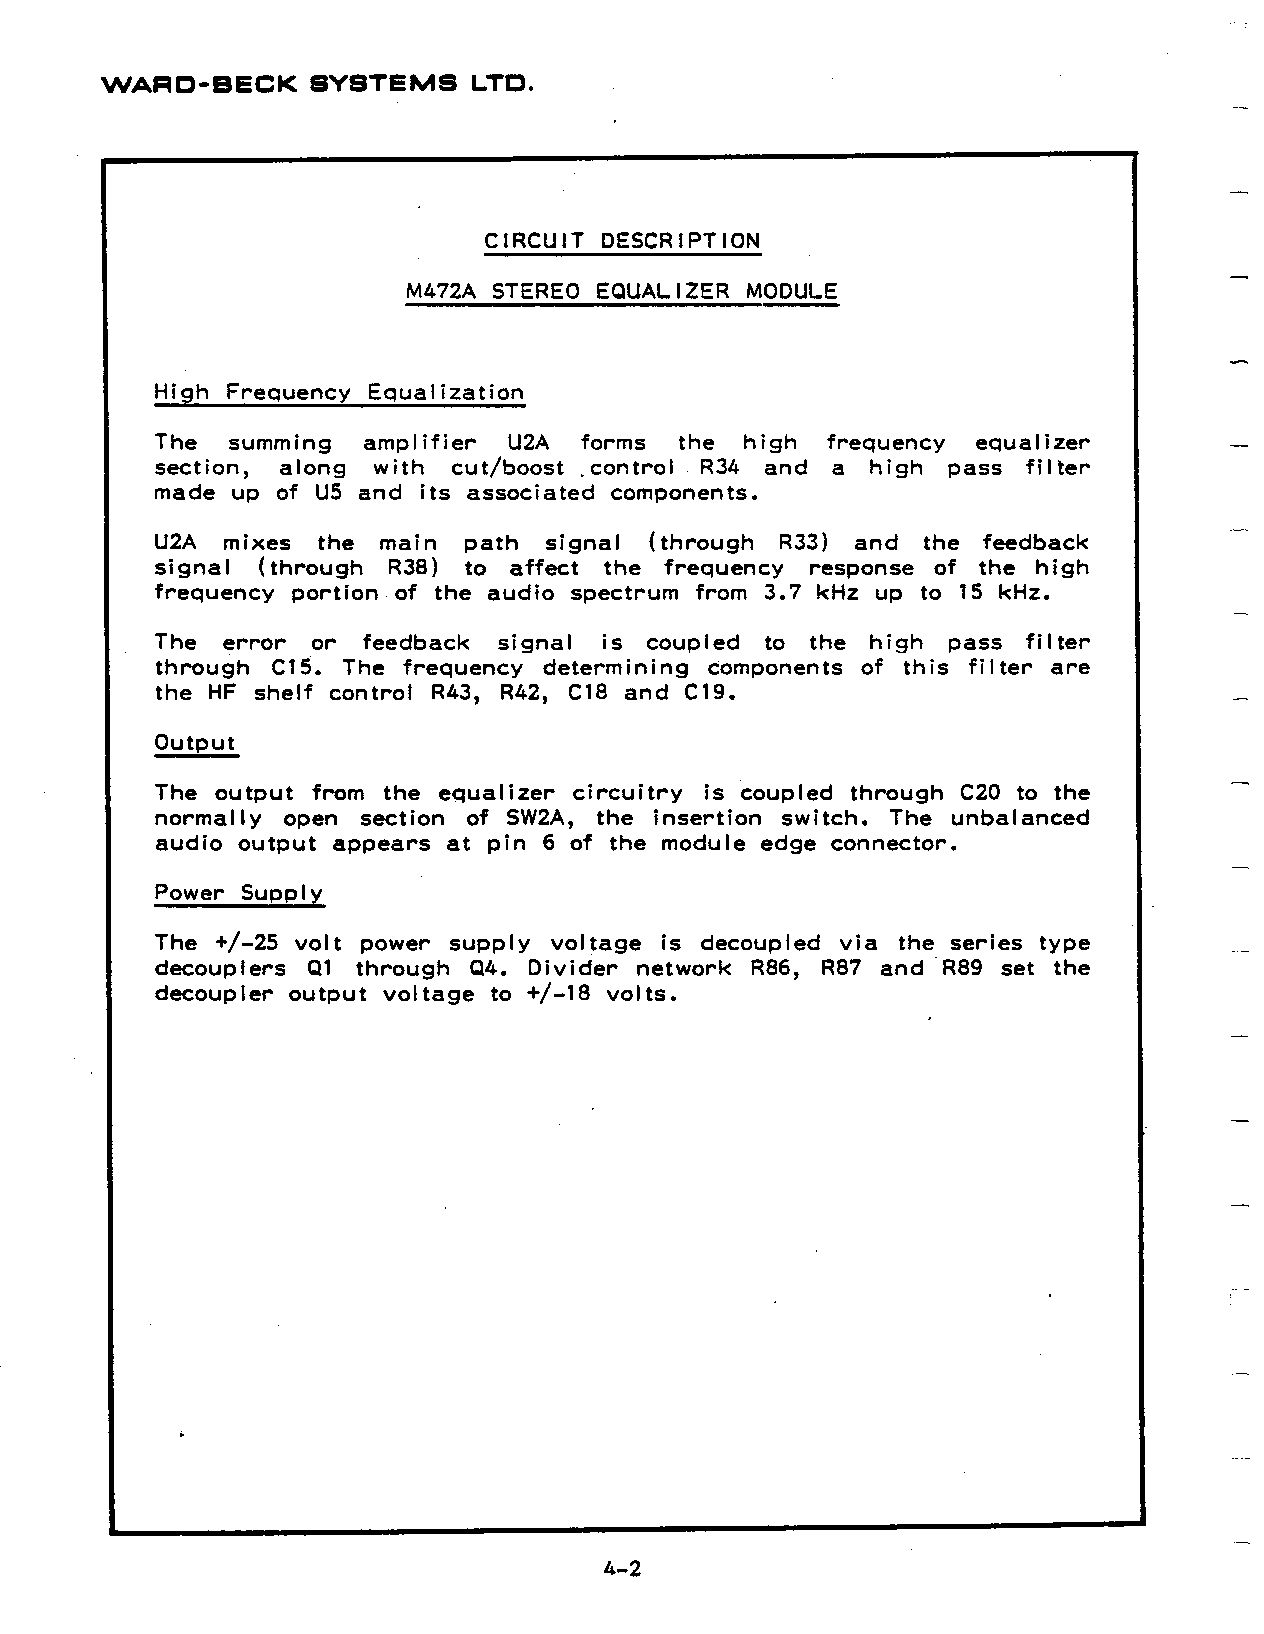 WARD-BECK SYSTEMS LTD.
CIRCUIT DESCRIPTION
M472A STEREO EQUALIZER MODULE
High Frequency Equalization
The summing amplifier U2A forms the high frequency equalizer
section, along with cut/boost control R34 and a high pass filter
made up of U5 and its associated components.
U2A mixes the main path signal (through R33) and the feedback
signal (through R38) to affect the frequency response of the high
frequency portion of the audio spectrum from 3.7 kHz up to 15 kHz.
The error or feedback signal is coupled to the high pass filter
through C15. The frequency determining components of this filter are
the HF shelf control R43, R42, C18 and C19.
Output
The output from the equalizer circuitry is coupled through C20 to the
normally open section of SW2A, the insertion switch. The unbalanced
audio output appears at pin 6 of the module edge connector.
Power Supply
The +/-25 volt power supply voltage is decoupled via the series type
decouplers Q1 through Q4. Divider network R86, R87 and R89 set the
decoupler output voltage to +/-18 volts.
4-2